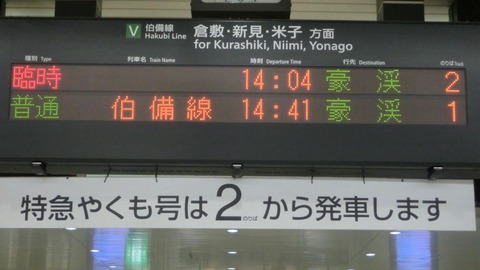 V 伯備線 倉敷・新見・米子 方面
Hakubi Line for Kurashiki, Niimi, Yonago
種別 Type 列車名 Train Name 時刻 Departure Time 行先 Destination のりば Track
臨時 14:04 豪渓 2
普通 伯備線 14:41 豪渓 1
特急やくも号は2のりばから発車します